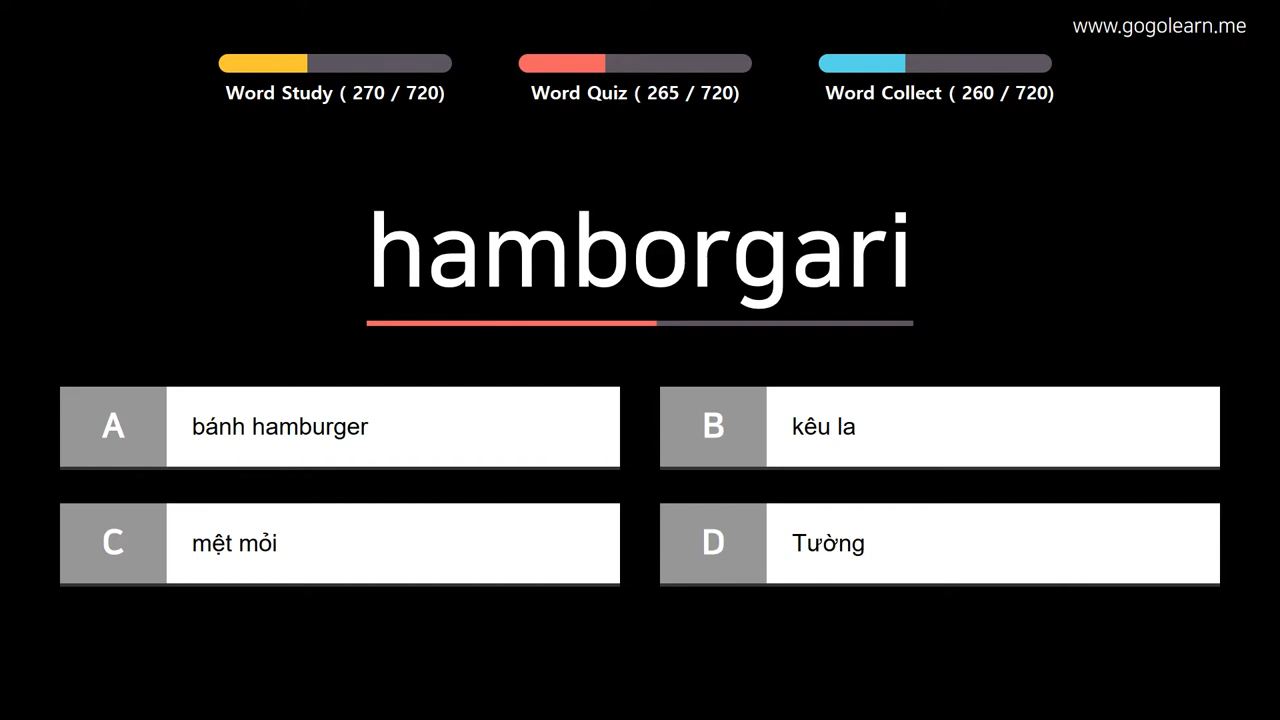 www.gogolearn.me
Word Study ( 270 / 720)
Word Quiz ( 265 / 720)
Word Collect ( 260 / 720)
hamborgari
A bánh hamburger
B kêu la
C mệt mỏi
D Tường